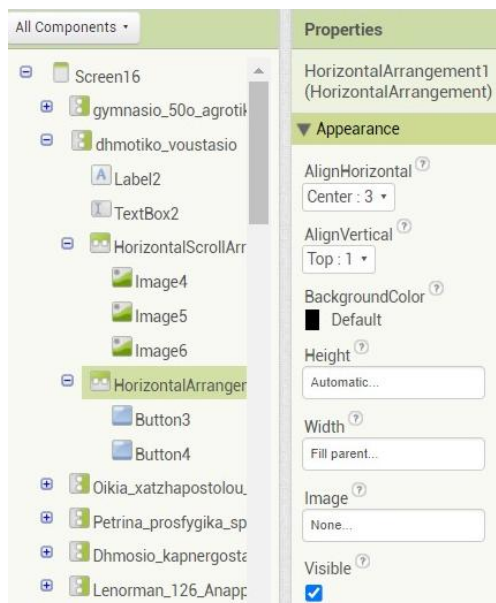 All Components
Screen16
gymnasio_50o_agrotik
dhmotiko_voustasio
A Label2
I TextBox2
HorizontalScrollArr
Image4
Image5
Image6
HorizontalArrangen
Button3
Button4
Oikia_xatzhapostolou_
Petrina_prosfygika_sp
Dhmosio_kapnergosta
Lenorman_126_Anapp
Properties
HorizontalArrangement1
(HorizontalArrangement)
Appearance
AlignHorizontal ?
Center : 3
AlignVertical ?
Top : 1
BackgroundColor ?
Default
Height ?
Automatic...
Width ?
Fill parent...
Image ?
None...
Visible ?